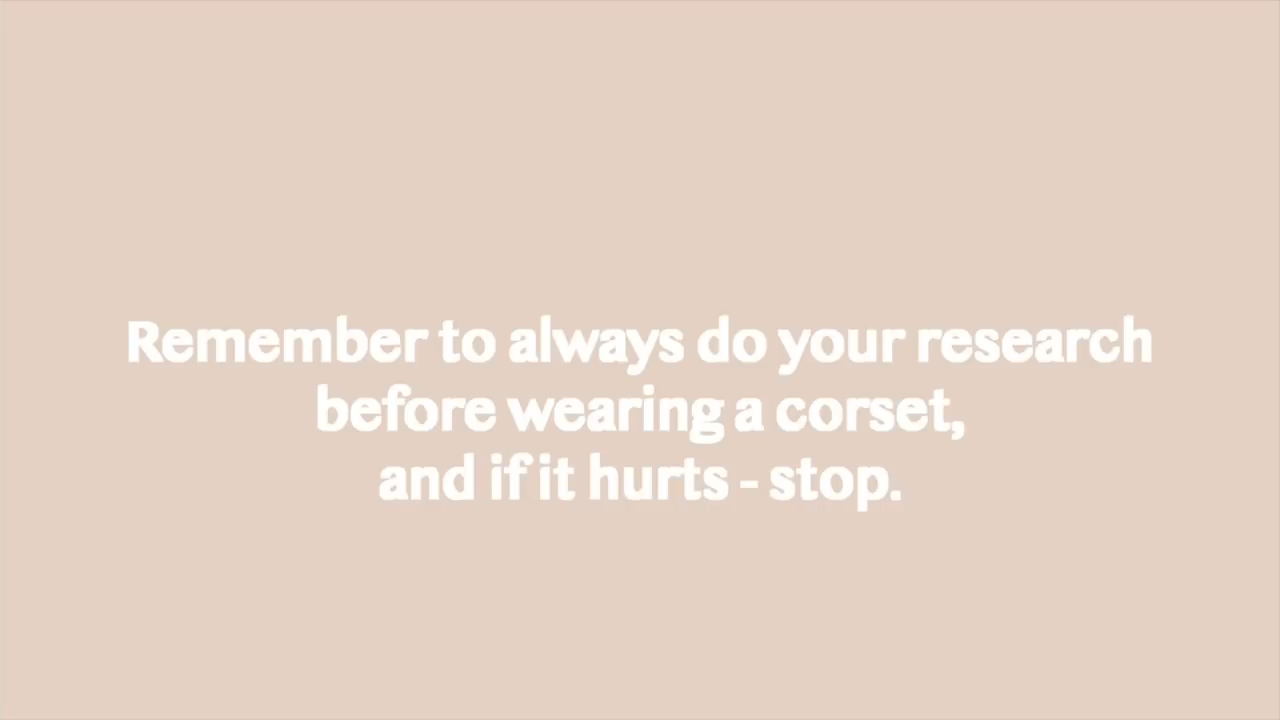 Remember to always do your research
before wearing a corset,
and if it hurts - stop.